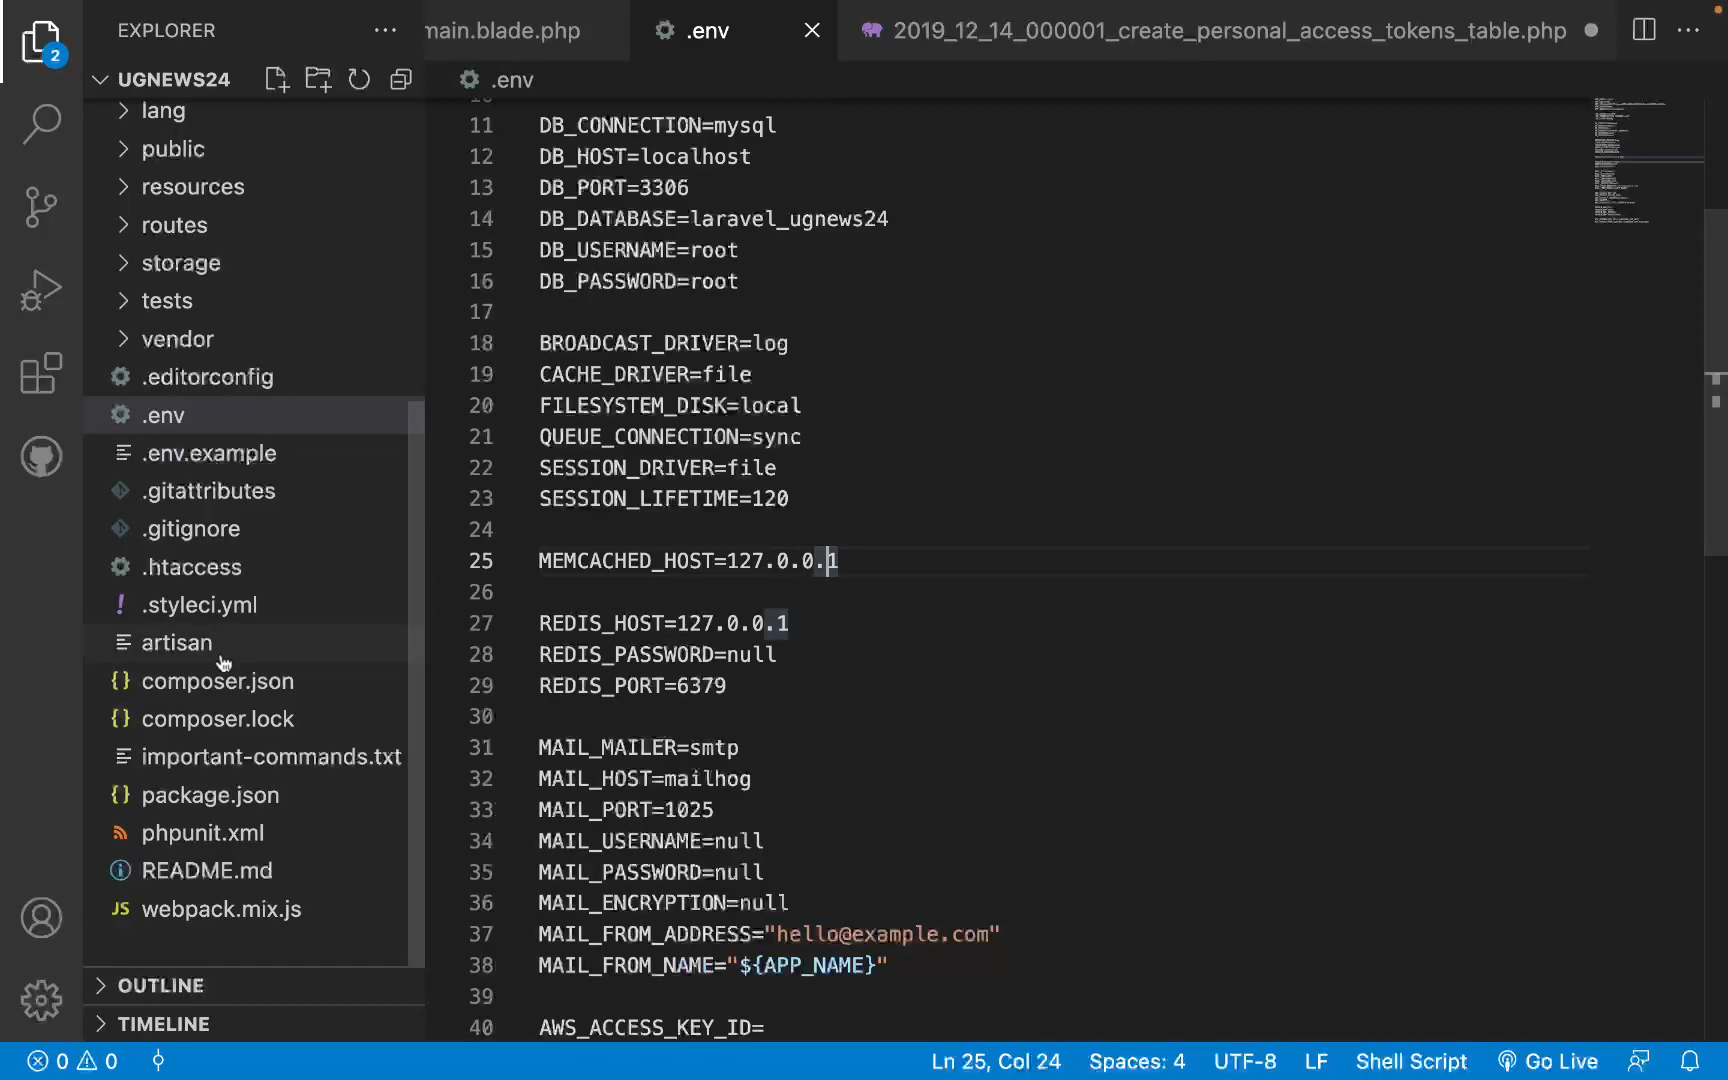 2
EXPLORER
UGNEWS24
lang
public
resources
routes
storage
tests
vendor
.editorconfig
.env
.env.example
.gitattributes
.gitignore
.htaccess
! .styleci.yml
artisan
{} composer.json
{} composer.lock
important-commands.txt
{} package.json
phpunit.xml
README.md
JS webpack.mix.js
OUTLINE
TIMELINE
main.blade.php
.env
2019_12_14_000001_create_personal_access_tokens_table.php
.env
11 DB_CONNECTION=mysql
12 DB_HOST=localhost
13 DB_PORT=3306
14 DB_DATABASE=laravel_ugnews24
15 DB_USERNAME=root
16 DB_PASSWORD=root
17
18 BROADCAST_DRIVER=log
19 CACHE_DRIVER=file
20 FILESYSTEM_DISK=local
21 QUEUE_CONNECTION=sync
22 SESSION_DRIVER=file
23 SESSION_LIFETIME=120
24
25 MEMCACHED_HOST=127.0.0.1
26
27 REDIS_HOST=127.0.0.1
28 REDIS_PASSWORD=null
29 REDIS_PORT=6379
30
31 MAIL_MAILER=smtp
32 MAIL_HOST=mailhog
33 MAIL_PORT=1025
34 MAIL_USERNAME=null
35 MAIL_PASSWORD=null
36 MAIL_ENCRYPTION=null
37 MAIL_FROM_ADDRESS="hello@example.com"
38 MAIL_FROM_NAME="${APP_NAME}"
39
40 AWS_ACCESS_KEY_ID=
0 0 Ln 25, Col 24 Spaces: 4 UTF-8 LF Shell Script Go Live